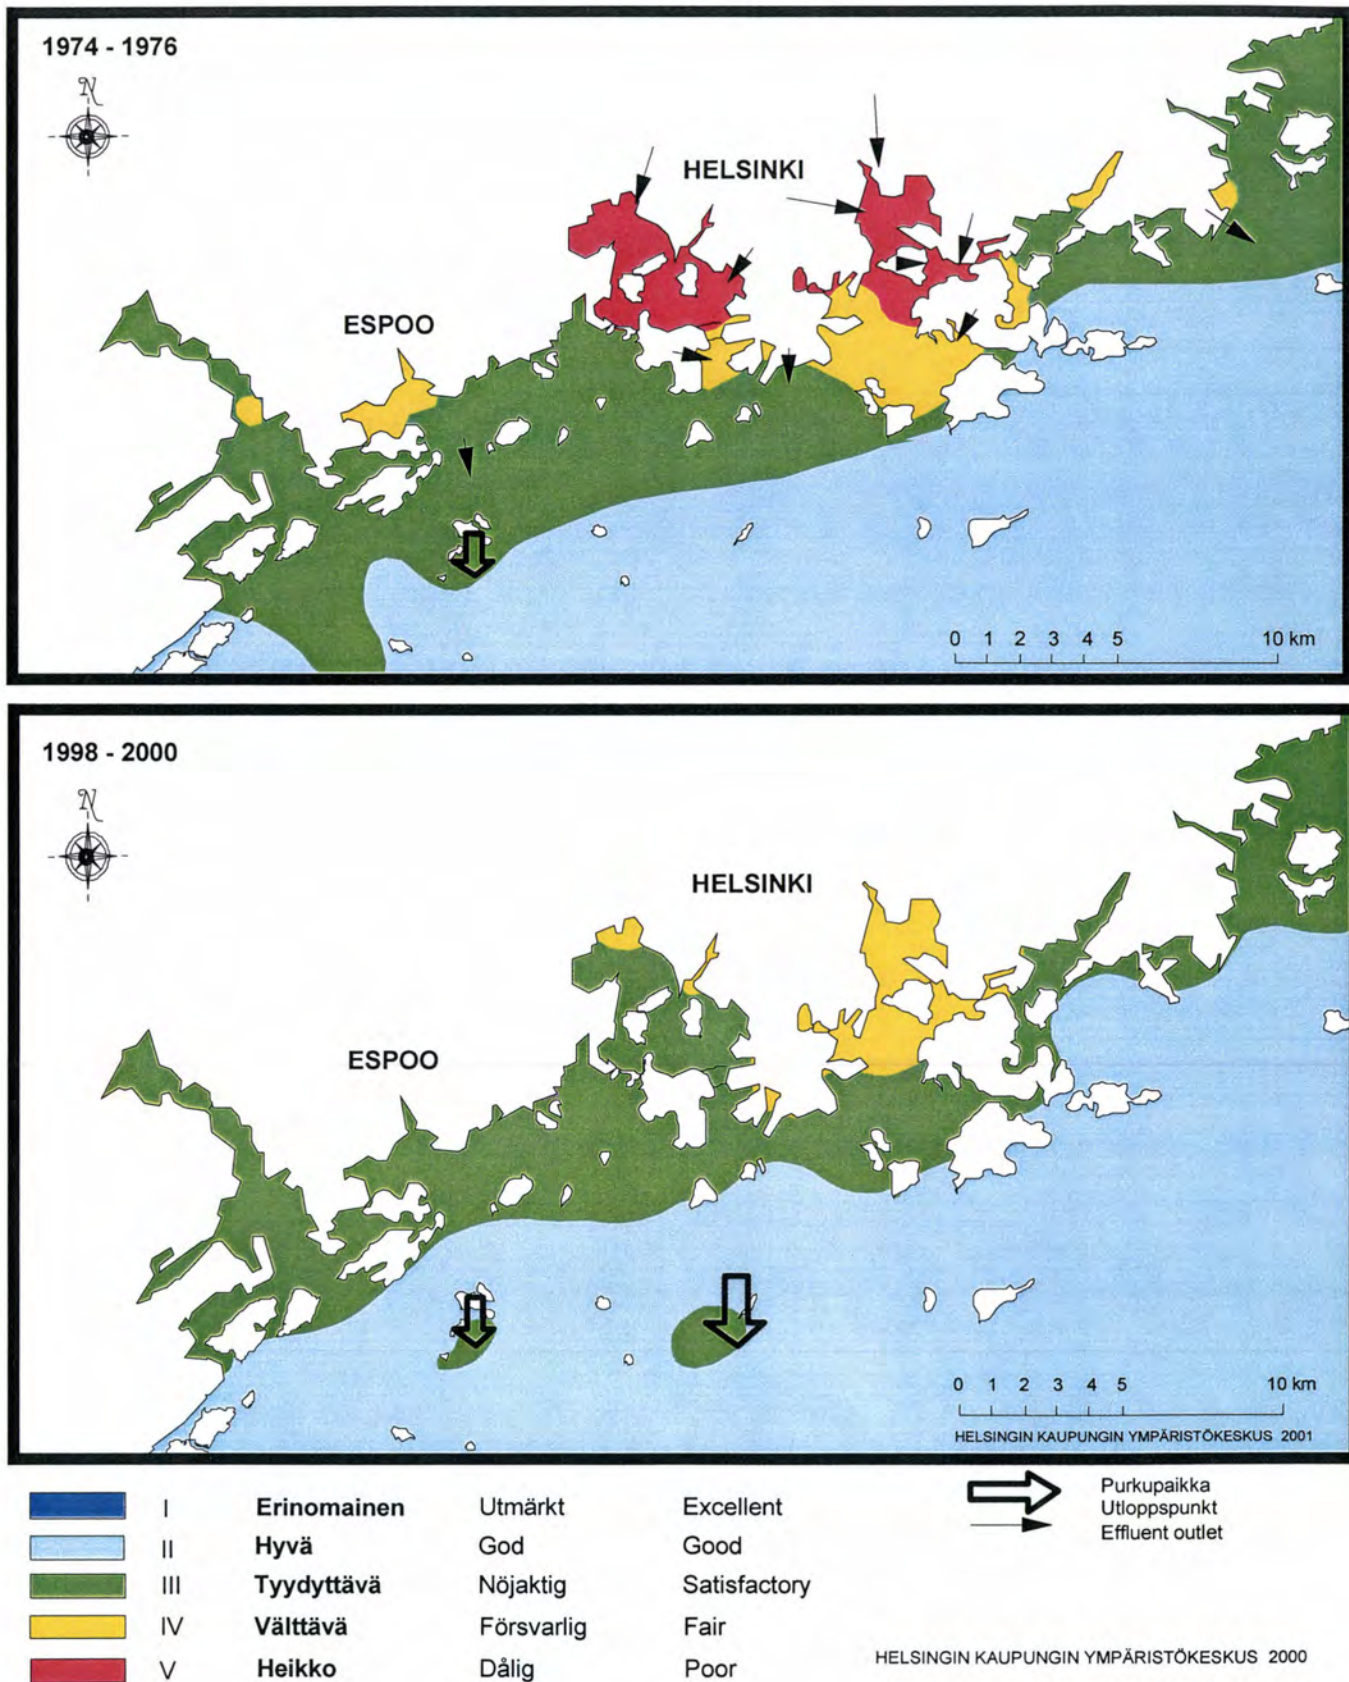 1974 - 1976
N
HELSINKI
ESPOO
0 1 2 3 4 5 10 km
1998 - 2000
N
HELSINKI
ESPOO
0 1 2 3 4 5 10 km
HELSINGIN KAUPUNGIN YMPÄRISTÖKESKUS 2001
I Erinomainen Utmärkt Excellent
II Hyvä God Good
III Tyydyttävä Nöjaktig Satisfactory
IV Välttävä Försvarlig Fair
V Heikko Dålig Poor
Purkupaikka
Utloppspunkt
Effluent outlet
HELSINGIN KAUPUNGIN YMPÄRISTÖKESKUS 2000